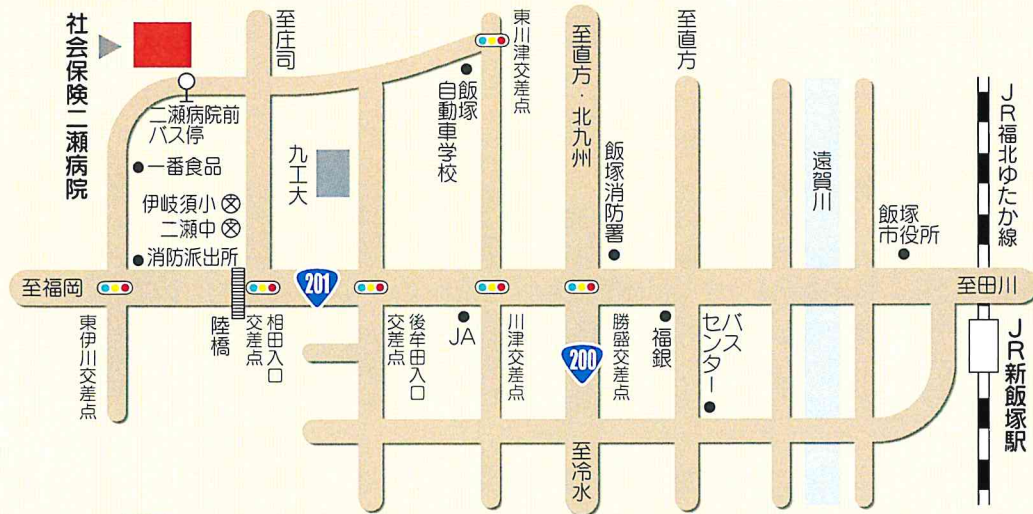 社会保険二瀬病院
至庄司
東川津交差点
至直方・北九州
至直方
JR福北ゆたか線
二瀬病院前
バス停
一番食品
伊岐須小
二瀬中
消防派出所
九工大
飯塚
自動車学校
飯塚消防署
遠賀川
飯塚
市役所
至福岡
201
至田川
東伊川交差点
陸橋
相田入口
交差点
後牟田入口
交差点
JA
川津交差点
200
勝盛交差点
福銀
バス
センター
JR新飯塚駅
至冷水